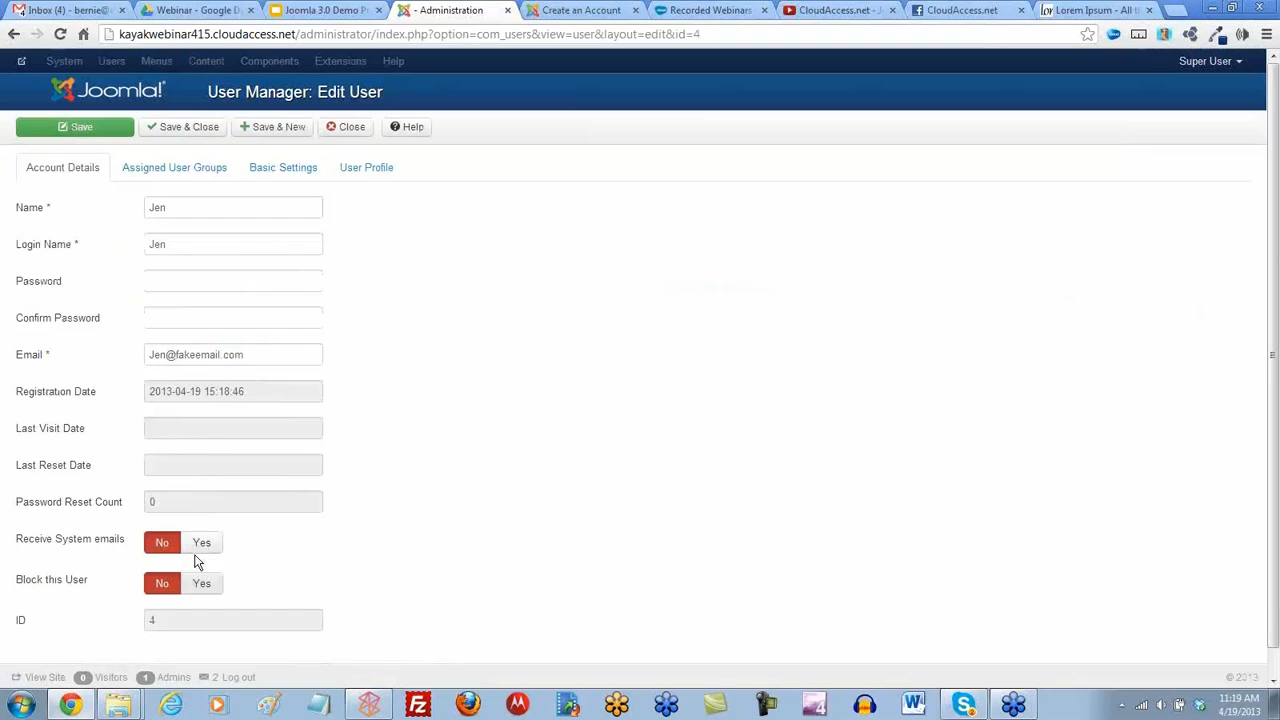 Inbox (4) - bernie@c
Webinar - Google D
Joomla 3.0 Demo P
- Administration
Create an Account
Recorded Webinars
CloudAccess.net - J
CloudAccess.net
Lorem Ipsum - All t
kayakwebinar415.cloudaccess.net/administrator/index.php?option=com_users&view=user&layout=edit&id=4
System Users Menus Content Components Extensions Help Super User
Joomla! User Manager: Edit User
Save Save & Close Save & New Close Help
Account Details Assigned User Groups Basic Settings User Profile
Name * Jen
Login Name * Jen
Password
Confirm Password
Email * Jen@fakeemail.com
Registration Date 2013-04-19 15:18:46
Last Visit Date
Last Reset Date
Password Reset Count 0
Receive System emails No Yes
Block this User No Yes
ID 4
View Site 0 Visitors 1 Admins 2 Log out © 2013
11:19 AM
4/19/2013